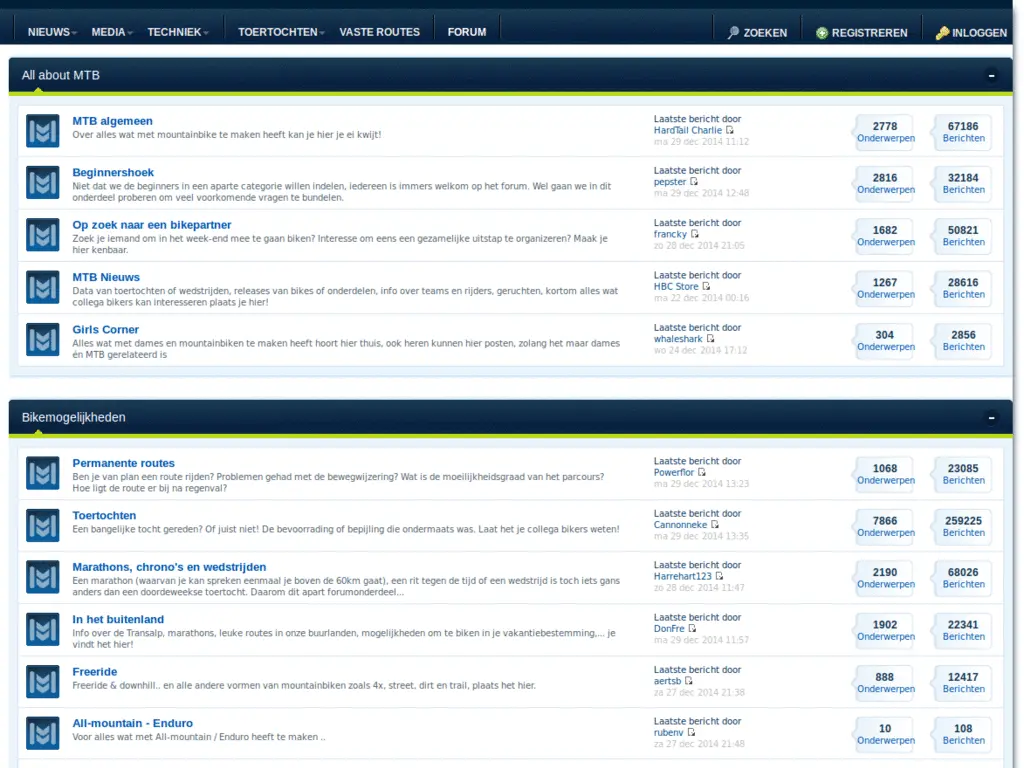 NIEUWS MEDIA TECHNIEK TOERTOCHTEN VASTE ROUTES FORUM ZOEKEN REGISTREREN INLOGGEN
All about MTB
MTB algemeen
Over alles wat met mountainbike te maken heeft kan je hier je ei kwijt!
Laatste bericht door
HardTail Charlie
ma 29 dec 2014 11:12
2778
Onderwerpen
67186
Berichten
Beginnershoek
Niet dat we de beginners in een aparte categorie willen indelen, iedereen is immers welkom op het forum. Wel gaan we in dit
onderdeel proberen om veel voorkomende vragen te bundelen.
Laatste bericht door
pepster
ma 29 dec 2014 12:48
2816
Onderwerpen
32184
Berichten
Op zoek naar een bikepartner
Zoek je iemand om in het week-end mee te gaan biken? Interesse om eens een gezamelijke uitstap te organizeren? Maak je
hier kenbaar.
Laatste bericht door
francky
zo 28 dec 2014 21:05
1682
Onderwerpen
50821
Berichten
MTB Nieuws
Data van toertochten of wedstrijden, releases van bikes of onderdelen, info over teams en rijders, geruchten, kortom alles wat
collega bikers kan interesseren plaats je hier!
Laatste bericht door
HBC Store
ma 22 dec 2014 00:16
1267
Onderwerpen
28616
Berichten
Girls Corner
Alles wat met dames en mountainbiken te maken heeft hoort hier thuis, ook heren kunnen hier posten, zolang het maar dames
én MTB gerelateerd is
Laatste bericht door
whaleshark
wo 24 dec 2014 17:12
304
Onderwerpen
2856
Berichten
Bikemogelijkheden
Permanente routes
Ben je van plan een route rijden? Problemen gehad met de bewegwijzering? Wat is de moeilijkheidsgraad van het parcours?
Hoe ligt de route er bij na regenval?
Laatste bericht door
Powerflor
ma 29 dec 2014 13:23
1068
Onderwerpen
23085
Berichten
Toertochten
Een bangelijke tocht gereden? Of juist niet! De bevoorrading of bepijling die ondermaats was. Laat het je collega bikers weten!
Laatste bericht door
Cannonneke
ma 29 dec 2014 13:35
7866
Onderwerpen
259225
Berichten
Marathons, chrono's en wedstrijden
Een marathon (waarvan je kan spreken eenmaal je boven de 60km gaat), een rit tegen de tijd of een wedstrijd is toch iets gans
anders dan een doordeweekse toertocht. Daarom dit apart forumonderdeel...
Laatste bericht door
Harrehart123
zo 28 dec 2014 11:47
2190
Onderwerpen
68026
Berichten
In het buitenland
Info over de Transalp, marathons, leuke routes in onze buurlanden, mogelijkheden om te biken in je vakantiebestemming,... je
vindt het hier!
Laatste bericht door
DonFre
ma 29 dec 2014 11:57
1902
Onderwerpen
22341
Berichten
Freeride
Freeride & downhill.. en alle andere vormen van mountainbiken zoals 4x, street, dirt en trail, plaats het hier.
Laatste bericht door
aertsb
za 27 dec 2014 21:38
888
Onderwerpen
12417
Berichten
All-mountain - Enduro
Voor alles wat met All-mountain / Enduro heeft te maken ..
Laatste bericht door
rubenv
za 27 dec 2014 21:48
10
Onderwerpen
108
Berichten